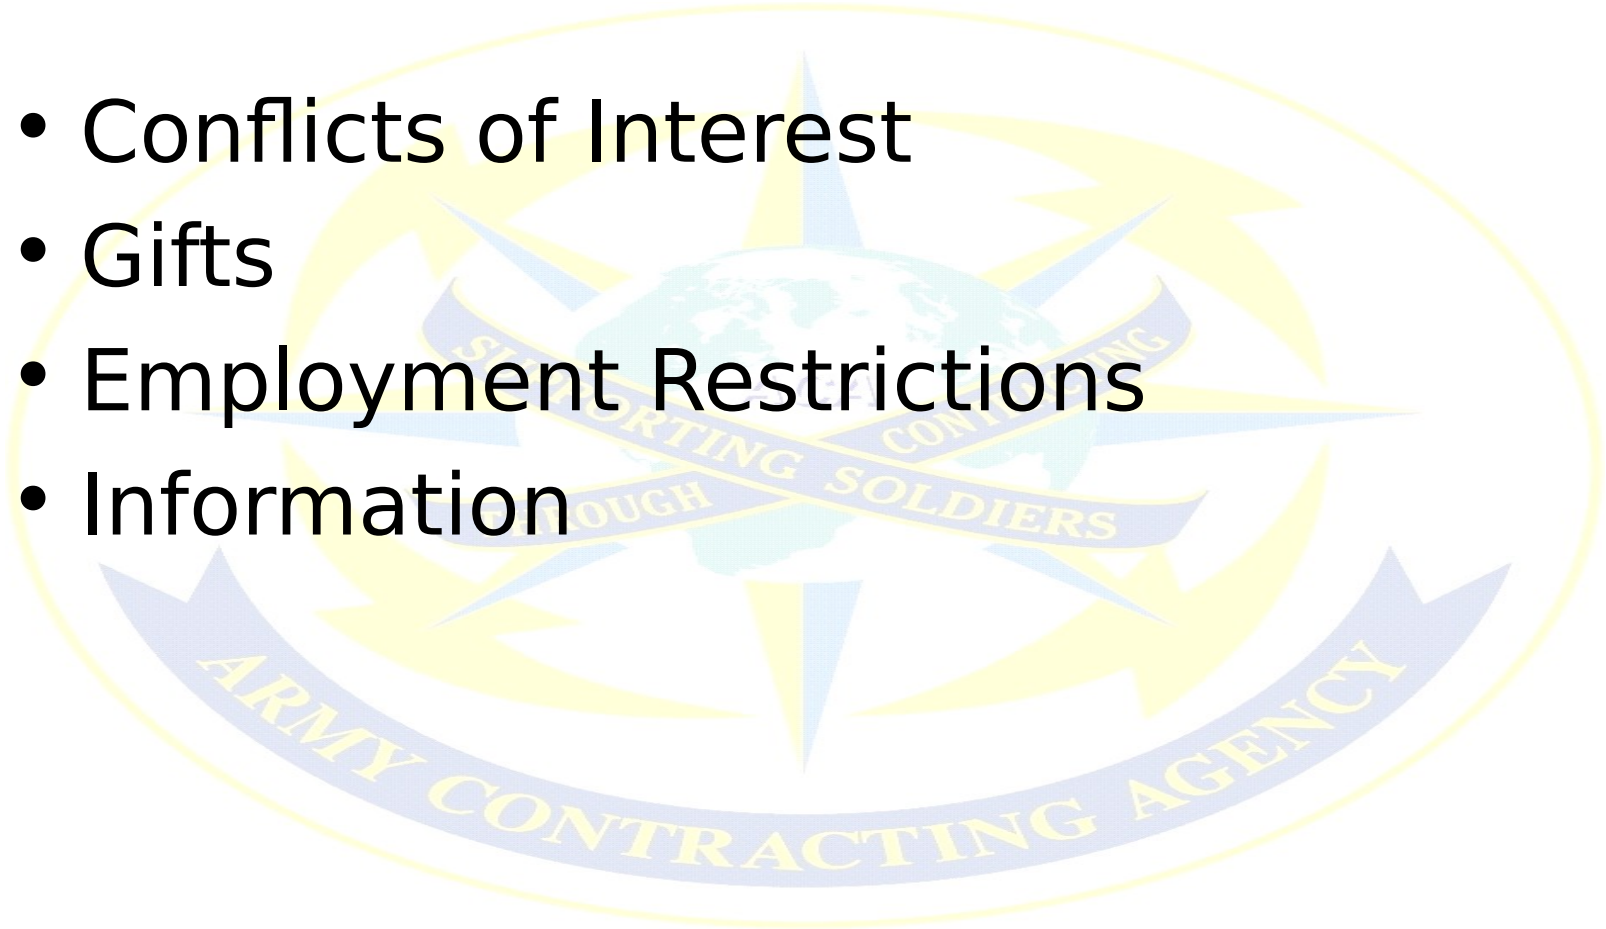 • Conflicts of Interest
• Gifts
• Employment Restrictions
• Information
SUPPORTING SOLDIERS
THROUGH CONTRACTING
ARMY CONTRACTING AGENCY